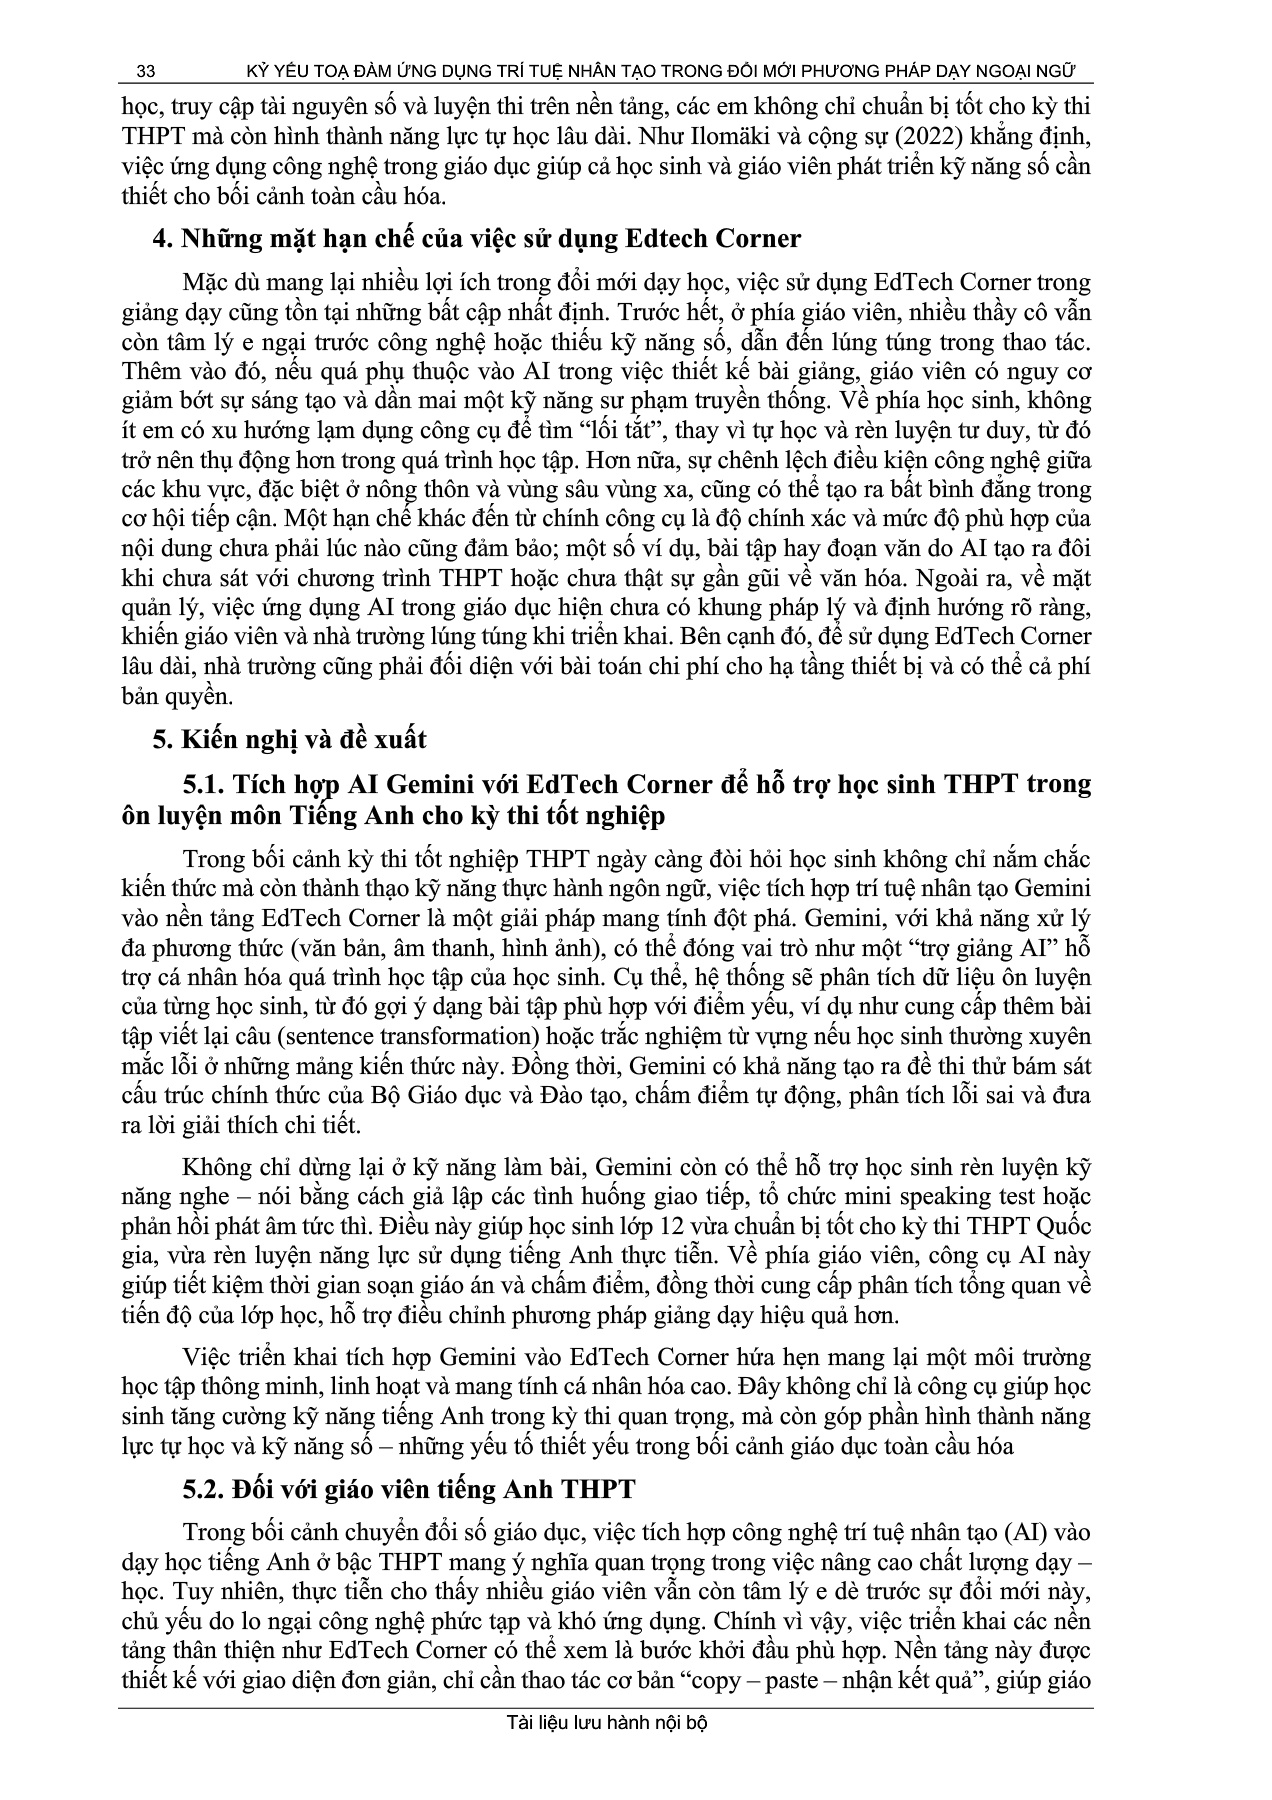 33 KỶ YẾU TOẠ ĐÀM ỨNG DỤNG TRÍ TUỆ NHÂN TẠO TRONG ĐỔI MỚI PHƯƠNG PHÁP DẠY NGOẠI NGỮ
học, truy cập tài nguyên số và luyện thi trên nền tảng, các em không chỉ chuẩn bị tốt cho kỳ thi
THPT mà còn hình thành năng lực tự học lâu dài. Như Ilomäki và cộng sự (2022) khẳng định,
việc ứng dụng công nghệ trong giáo dục giúp cả học sinh và giáo viên phát triển kỹ năng số cần
thiết cho bối cảnh toàn cầu hóa.
4. Những mặt hạn chế của việc sử dụng Edtech Corner
Mặc dù mang lại nhiều lợi ích trong đổi mới dạy học, việc sử dụng EdTech Corner trong
giảng dạy cũng tồn tại những bất cập nhất định. Trước hết, ở phía giáo viên, nhiều thầy cô vẫn
còn tâm lý e ngại trước công nghệ hoặc thiếu kỹ năng số, dẫn đến lúng túng trong thao tác.
Thêm vào đó, nếu quá phụ thuộc vào AI trong việc thiết kế bài giảng, giáo viên có nguy cơ
giảm bớt sự sáng tạo và dần mai một kỹ năng sư phạm truyền thống. Về phía học sinh, không
ít em có xu hướng lạm dụng công cụ để tìm “lối tắt”, thay vì tự học và rèn luyện tư duy, từ đó
trở nên thụ động hơn trong quá trình học tập. Hơn nữa, sự chênh lệch điều kiện công nghệ giữa
các khu vực, đặc biệt ở nông thôn và vùng sâu vùng xa, cũng có thể tạo ra bất bình đẳng trong
cơ hội tiếp cận. Một hạn chế khác đến từ chính công cụ là độ chính xác và mức độ phù hợp của
nội dung chưa phải lúc nào cũng đảm bảo; một số ví dụ, bài tập hay đoạn văn do AI tạo ra đôi
khi chưa sát với chương trình THPT hoặc chưa thật sự gần gũi về văn hóa. Ngoài ra, về mặt
quản lý, việc ứng dụng AI trong giáo dục hiện chưa có khung pháp lý và định hướng rõ ràng,
khiến giáo viên và nhà trường lúng túng khi triển khai. Bên cạnh đó, để sử dụng EdTech Corner
lâu dài, nhà trường cũng phải đối diện với bài toán chi phí cho hạ tầng thiết bị và có thể cả phí
bản quyền.
5. Kiến nghị và đề xuất
5.1. Tích hợp AI Gemini với EdTech Corner để hỗ trợ học sinh THPT trong
ôn luyện môn Tiếng Anh cho kỳ thi tốt nghiệp
Trong bối cảnh kỳ thi tốt nghiệp THPT ngày càng đòi hỏi học sinh không chỉ nắm chắc
kiến thức mà còn thành thạo kỹ năng thực hành ngôn ngữ, việc tích hợp trí tuệ nhân tạo Gemini
vào nền tảng EdTech Corner là một giải pháp mang tính đột phá. Gemini, với khả năng xử lý
đa phương thức (văn bản, âm thanh, hình ảnh), có thể đóng vai trò như một “trợ giảng AI” hỗ
trợ cá nhân hóa quá trình học tập của học sinh. Cụ thể, hệ thống sẽ phân tích dữ liệu ôn luyện
của từng học sinh, từ đó gợi ý dạng bài tập phù hợp với điểm yếu, ví dụ như cung cấp thêm bài
tập viết lại câu (sentence transformation) hoặc trắc nghiệm từ vựng nếu học sinh thường xuyên
mắc lỗi ở những mảng kiến thức này. Đồng thời, Gemini có khả năng tạo ra đề thi thử bám sát
cấu trúc chính thức của Bộ Giáo dục và Đào tạo, chấm điểm tự động, phân tích lỗi sai và đưa
ra lời giải thích chi tiết.
Không chỉ dừng lại ở kỹ năng làm bài, Gemini còn có thể hỗ trợ học sinh rèn luyện kỹ
năng nghe – nói bằng cách giả lập các tình huống giao tiếp, tổ chức mini speaking test hoặc
phản hồi phát âm tức thì. Điều này giúp học sinh lớp 12 vừa chuẩn bị tốt cho kỳ thi THPT Quốc
gia, vừa rèn luyện năng lực sử dụng tiếng Anh thực tiễn. Về phía giáo viên, công cụ AI này
giúp tiết kiệm thời gian soạn giáo án và chấm điểm, đồng thời cung cấp phân tích tổng quan về
tiến độ của lớp học, hỗ trợ điều chỉnh phương pháp giảng dạy hiệu quả hơn.
Việc triển khai tích hợp Gemini vào EdTech Corner hứa hẹn mang lại một môi trường
học tập thông minh, linh hoạt và mang tính cá nhân hóa cao. Đây không chỉ là công cụ giúp học
sinh tăng cường kỹ năng tiếng Anh trong kỳ thi quan trọng, mà còn góp phần hình thành năng
lực tự học và kỹ năng số – những yếu tố thiết yếu trong bối cảnh giáo dục toàn cầu hóa
5.2. Đối với giáo viên tiếng Anh THPT
Trong bối cảnh chuyển đổi số giáo dục, việc tích hợp công nghệ trí tuệ nhân tạo (AI) vào
dạy học tiếng Anh ở bậc THPT mang ý nghĩa quan trọng trong việc nâng cao chất lượng dạy –
học. Tuy nhiên, thực tiễn cho thấy nhiều giáo viên vẫn còn tâm lý e dè trước sự đổi mới này,
chủ yếu do lo ngại công nghệ phức tạp và khó ứng dụng. Chính vì vậy, việc triển khai các nền
tảng thân thiện như EdTech Corner có thể xem là bước khởi đầu phù hợp. Nền tảng này được
thiết kế với giao diện đơn giản, chỉ cần thao tác cơ bản “copy – paste – nhận kết quả”, giúp giáo
Tài liệu lưu hành nội bộ